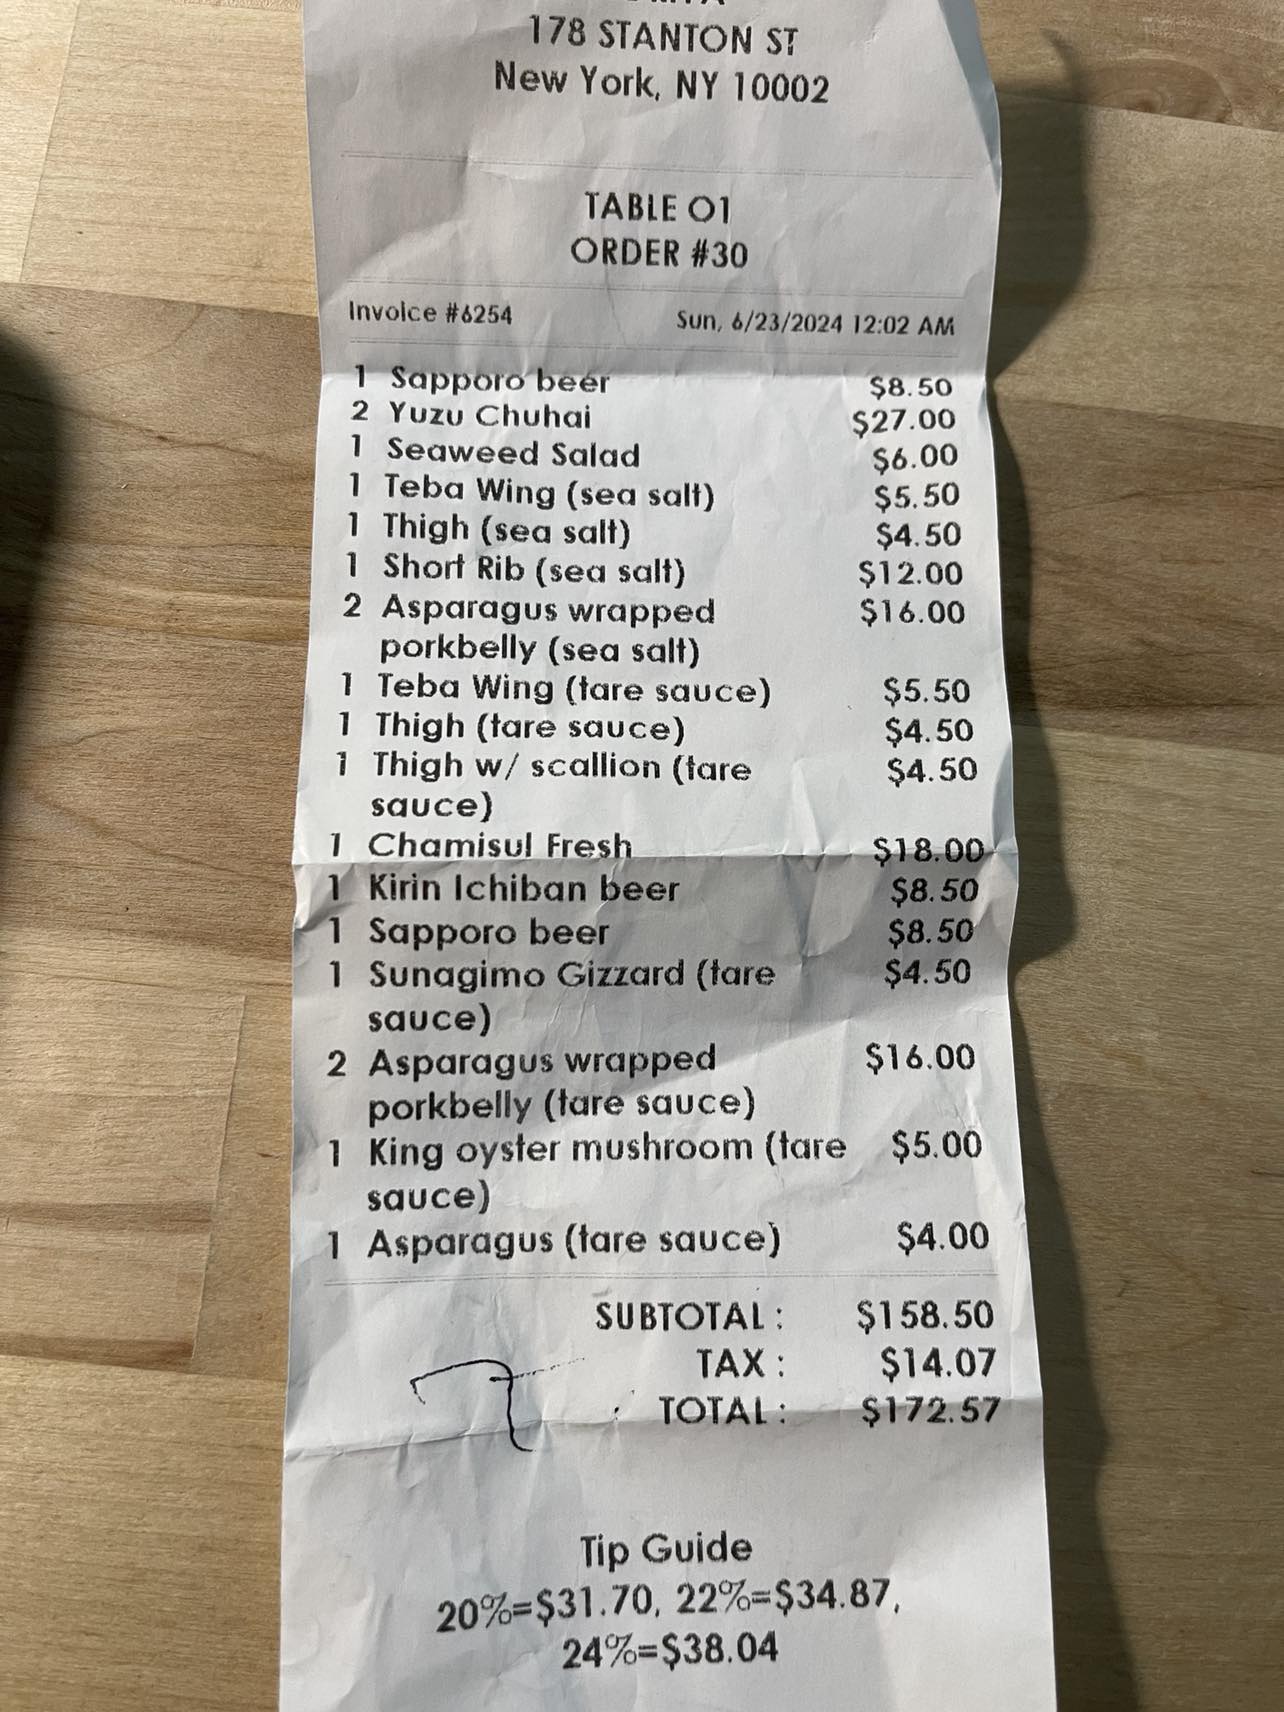 178 STANTON ST
New York, NY 10002
TABLE O1
ORDER #30
Invoice #6254 Sun, 6/23/2024 12:02 AM
1 Sapporo beer $8.50
2 Yuzu Chuhai $27.00
1 Seaweed Salad $6.00
1 Teba Wing (sea salt) $5.50
1 Thigh (sea salt) $4.50
1 Short Rib (sea salt) $12.00
2 Asparagus wrapped $16.00
porkbelly (sea salt)
1 Teba Wing (tare sauce) $5.50
1 Thigh (tare sauce) $4.50
1 Thigh w/ scallion (tare $4.50
sauce)
1 Chamisul Fresh $18.00
1 Kirin Ichiban beer $8.50
1 Sapporo beer $8.50
1 Sunagimo Gizzard (tare $4.50
sauce)
2 Asparagus wrapped $16.00
porkbelly (tare sauce)
1 King oyster mushroom (tare $5.00
sauce)
1 Asparagus (tare sauce) $4.00
SUBTOTAL: $158.50
TAX: $14.07
TOTAL: $172.57
Tip Guide
20%=$31.70, 22%=$34.87,
24%=$38.04